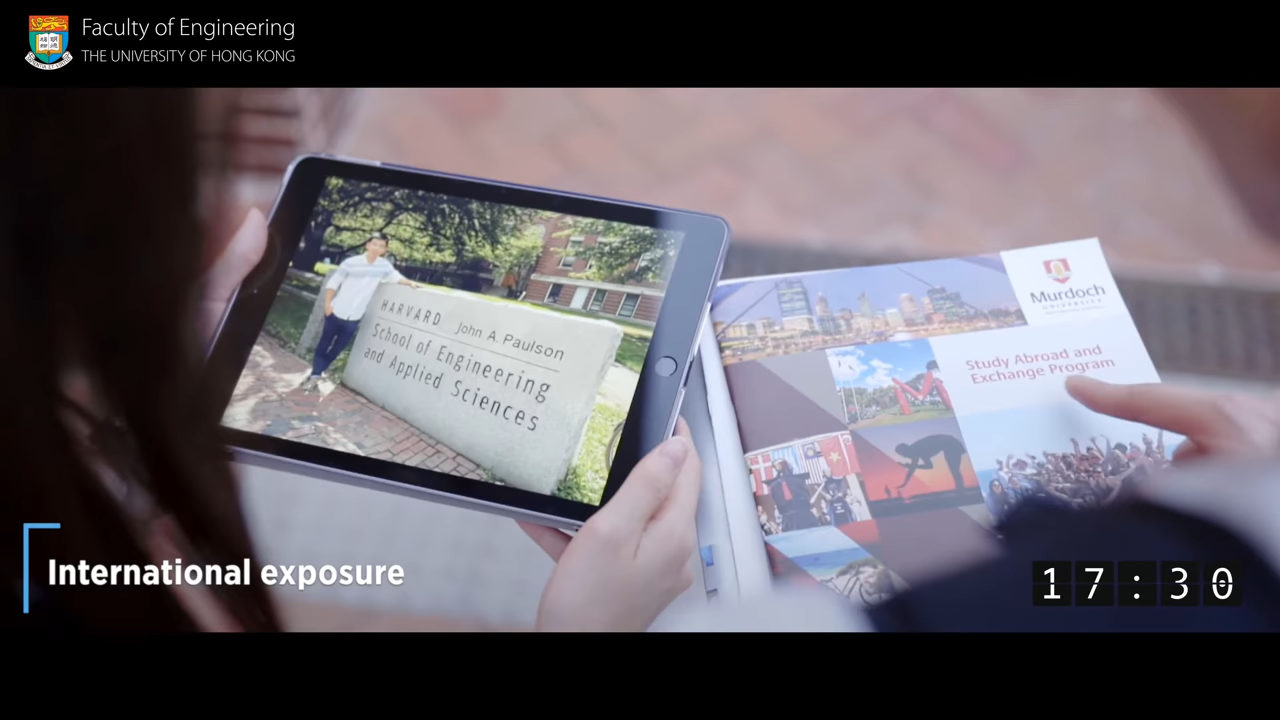 Faculty of Engineering
THE UNIVERSITY OF HONG KONG
HARVARD John A. Paulson
School of Engineering
and Applied Sciences
Murdoch
UNIVERSITY
Study Abroad and
Exchange Program
International exposure
17:30